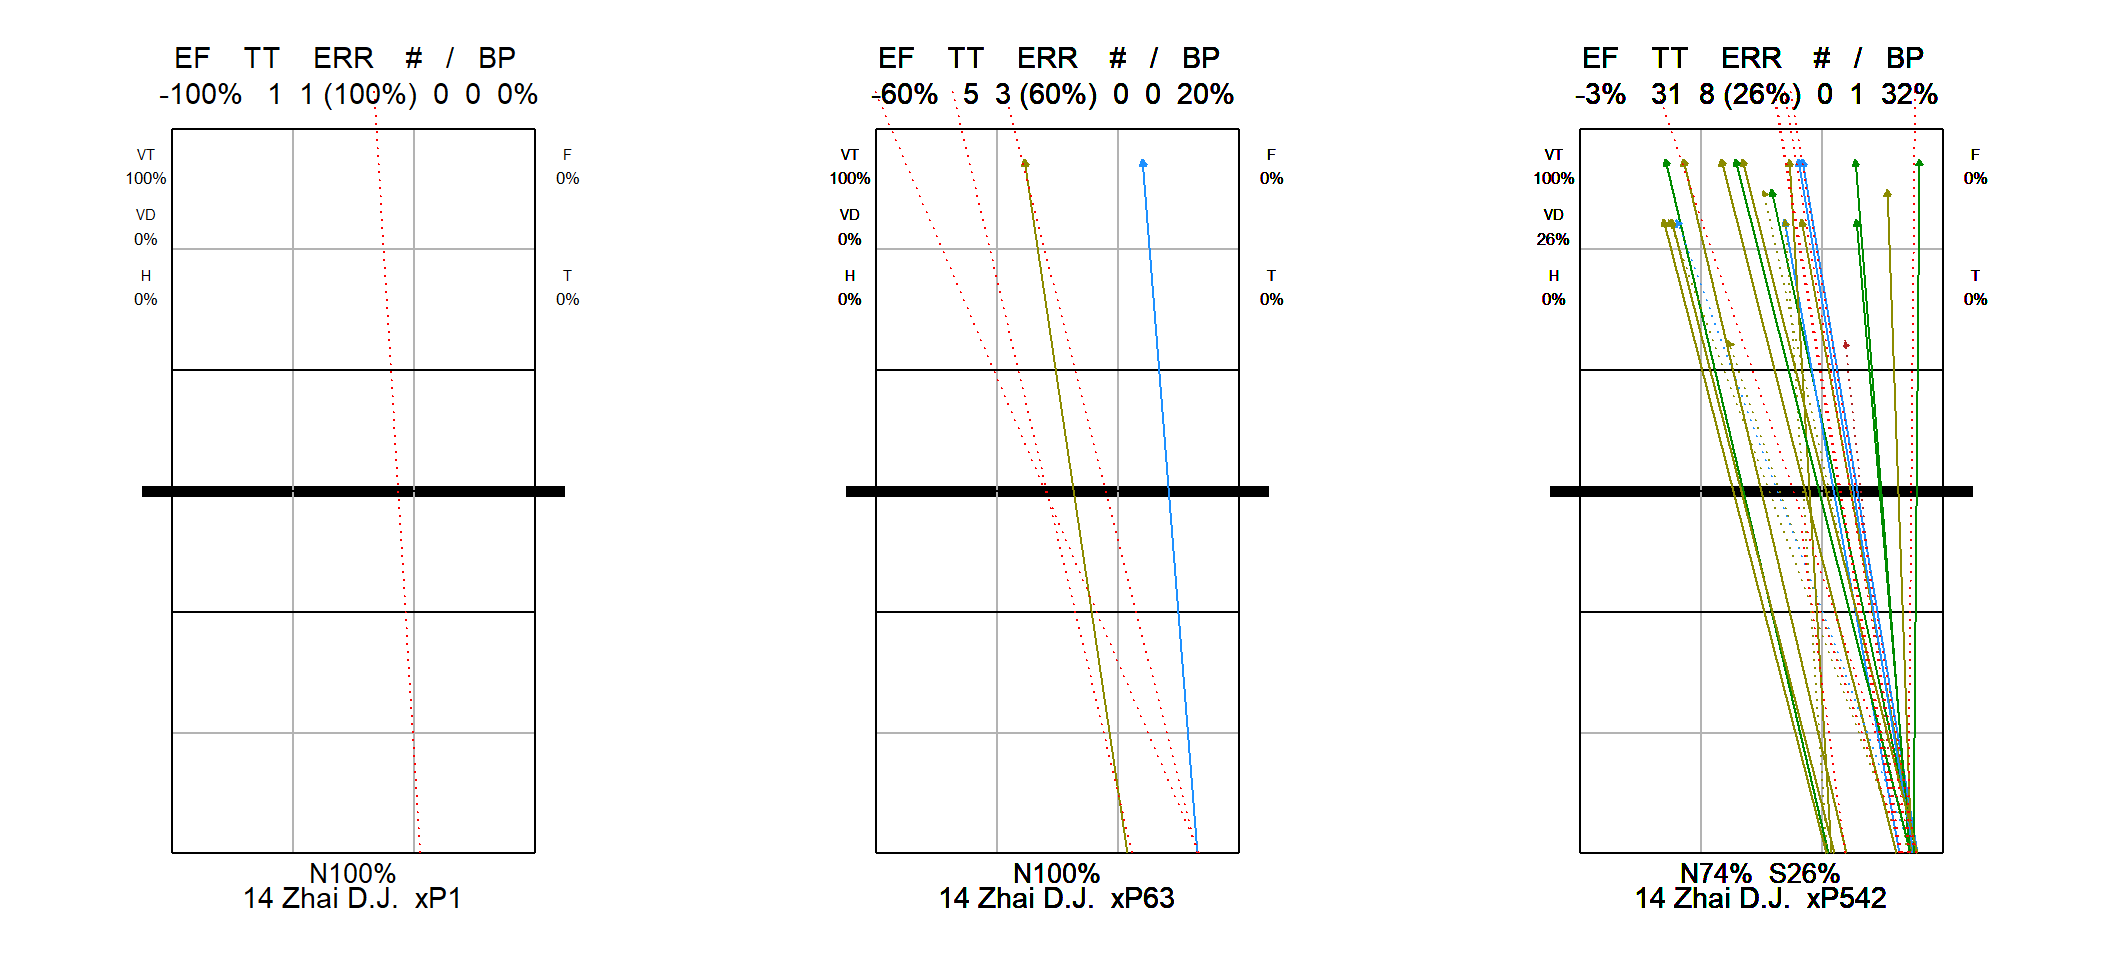 EF TT ERR # / BP
-100% 1 1 (100%) 0 0 0%
VT
100%
VD
0%
H
0%
F
0%
T
0%
N100%
14 Zhai D.J. xP1
EF TT ERR # / BP
-60% 5 3 (60%) 0 0 20%
VT
100%
VD
0%
H
0%
F
0%
T
0%
N100%
14 Zhai D.J. xP63
EF TT ERR # / BP
-3% 31 8 (26%) 0 1 32%
VT
100%
VD
26%
H
0%
F
0%
T
0%
N74% S26%
14 Zhai D.J. xP542